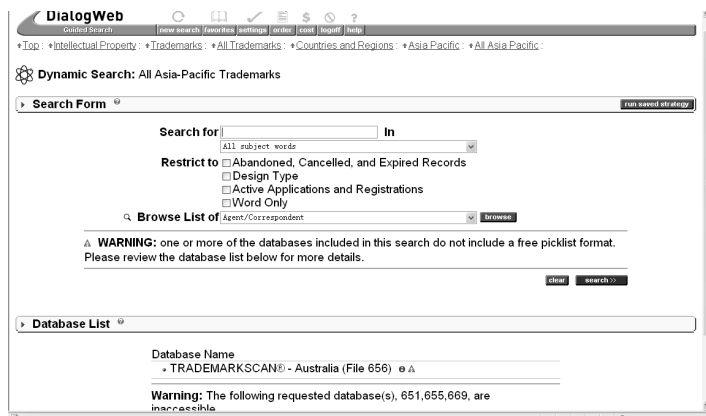 DialogWeb
Guided Search
new search favorites settings order cost logoff help
Top : Intellectual Property : Trademarks : All Trademarks : Countries and Regions : Asia Pacific : All Asia Pacific :
Dynamic Search: All Asia-Pacific Trademarks
Search Form
run saved strategy
Search for In
All subject words
Restrict to Abandoned, Cancelled, and Expired Records
Design Type
Active Applications and Registrations
Word Only
Browse List of Agent/Correspondent browse
WARNING: one or more of the databases included in this search do not include a free picklist format.
Please review the database list below for more details.
clear search >>
Database List
Database Name
TRADEMARKSCAN® - Australia (File 656)
Warning: The following requested database(s), 651,655,669, are
inaccessible